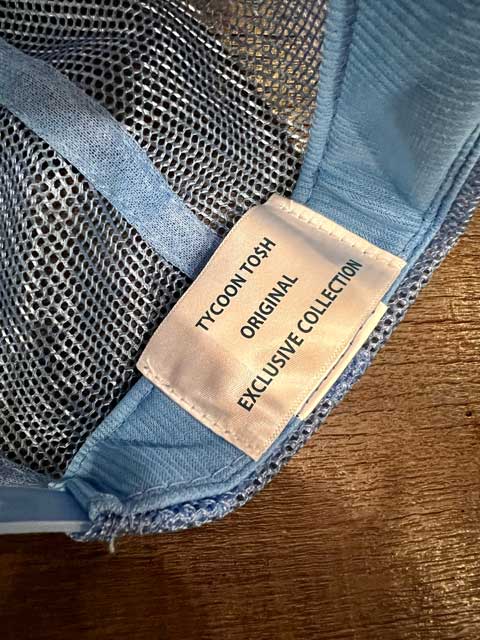 TYCOON TO$H
ORIGINAL
EXCLUSIVE COLLECTION